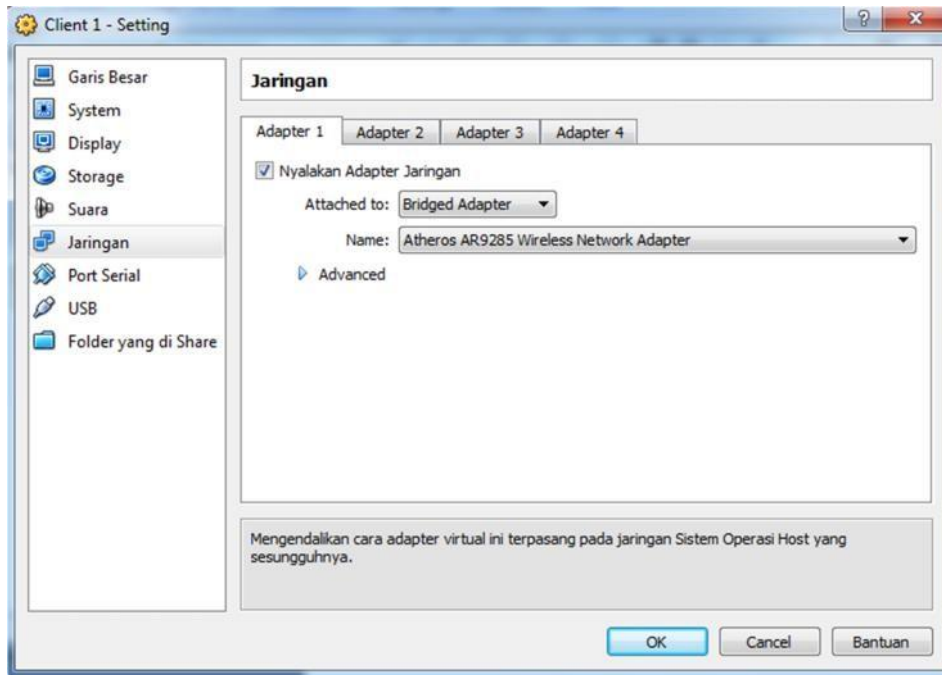 Client 1 - Setting
Garis Besar
System
Display
Storage
Suara
Jaringan
Port Serial
USB
Folder yang di Share
Jaringan
Adapter 1
Adapter 2
Adapter 3
Adapter 4
Nyalakan Adapter Jaringan
Attached to: Bridged Adapter
Name: Atheros AR9285 Wireless Network Adapter
Advanced
Mengendalikan cara adapter virtual ini terpasang pada jaringan Sistem Operasi Host yang
sesungguhnya.
OK
Cancel
Bantuan